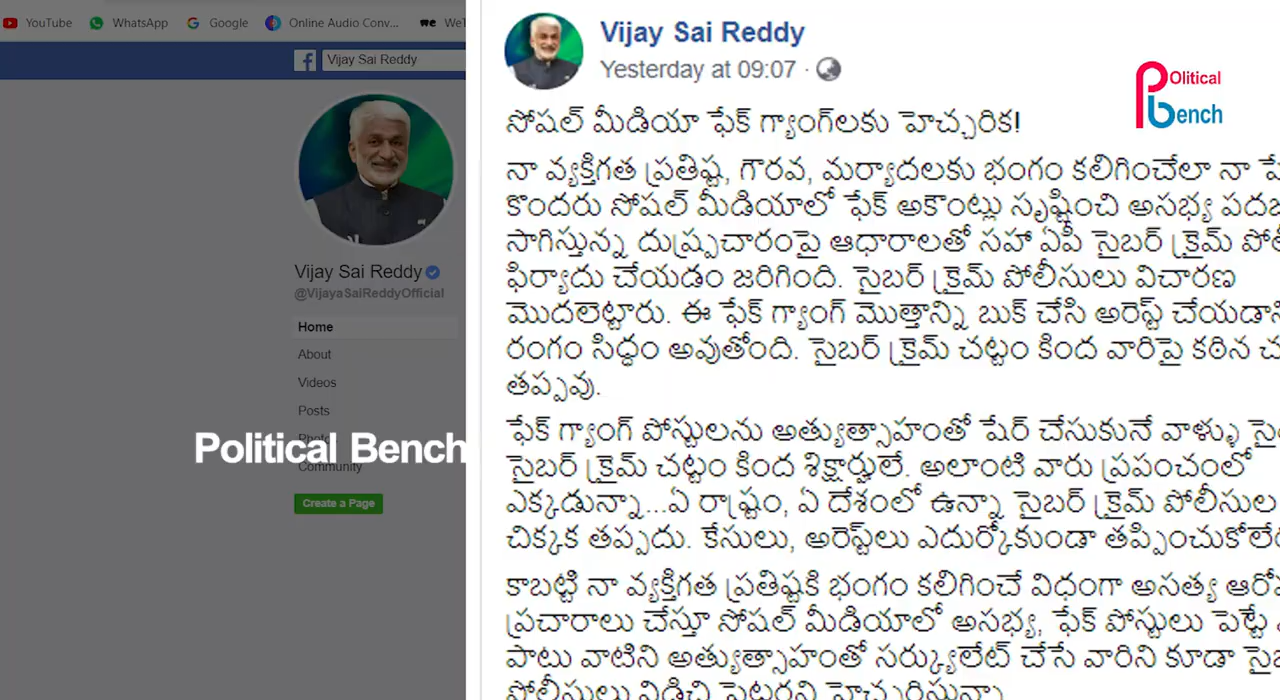 YouTube
WhatsApp
Google
Online Audio Conv...
Vijay Sai Reddy
Vijay Sai Reddy
@VijayaSaiReddyOfficial
Home
About
Videos
Posts
Photos
Community
Create a Page
Political Bench
Vijay Sai Reddy
Yesterday at 09:07 ·
POlitical
Bench
సోషల్ మీడియా ఫేక్ గ్యాంగ్‌లకు హెచ్చరిక!
నా వ్యక్తిగత ప్రతిష్ట, గౌరవ, మర్యాదలకు భంగం కలిగించేలా నా
కొందరు సోషల్ మీడియాలో ఫేక్ అకౌంట్లు సృష్టించి అసభ్య
సాగిస్తున్న దుష్ప్రచారంపై ఆధారాలతో సహా ఏపీ సైబర్ క్రైమ్
ఫిర్యాదు చేయడం జరిగింది. సైబర్ క్రైమ్ పోలీసులు విచారణ
మొదలెట్టారు. ఈ ఫేక్ గ్యాంగ్ మొత్తాన్ని బుక్ చేసి అరెస్ట్
రంగం సిద్ధం అవుతోంది. సైబర్ క్రైమ్ చట్టం కింద వారిపై కఠిన
తప్పవు.
ఫేక్ గ్యాంగ్ పోస్టులను అత్యుత్సాహంతో షేర్ చేసుకునే వాళ్ళు
సైబర్ క్రైమ్ చట్టం కింద శిక్షార్హులే. అలాంటి వారు ప్రపంచంలో
ఎక్కడున్నా...ఏ రాష్ట్రం, ఏ దేశంలో ఉన్నా సైబర్ క్రైమ్ పోలీసుల
చిక్కక తప్పదు. కేసులు, అరెస్ట్‌లు ఎదుర్కోకుండా
కాబట్టి నా వ్యక్తిగత ప్రతిష్టకి భంగం కలిగించే విధంగా అసత్య
ప్రచారాలు చేస్తూ సోషల్ మీడియాలో అసభ్య, ఫేక్ పోస్టులు పెట్టే
పాటు వాటిని అత్యుత్సాహంతో సర్క్యులేట్ చేసే వారిని కూడా